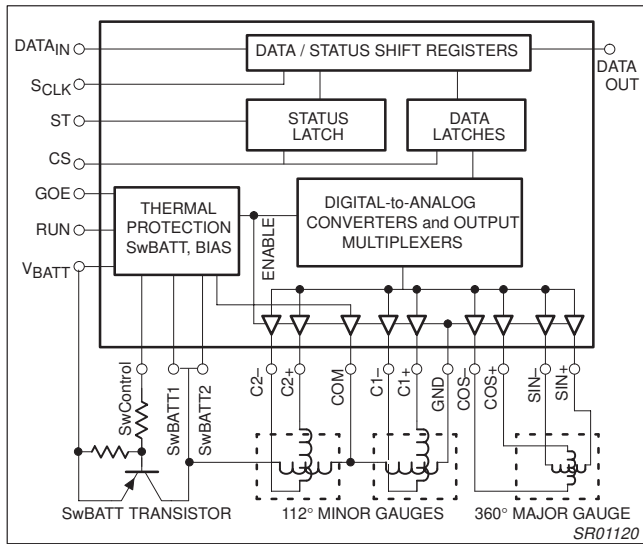 DATAIN
DATA / STATUS SHIFT REGISTERS
DATA
OUT
SCLK
ST
STATUS
LATCH
DATA
LATCHES
CS
GOE
RUN
VBATT
THERMAL
PROTECTION
SwBATT, BIAS
ENABLE
DIGITAL-to-ANALOG
CONVERTERS and OUTPUT
MULTIPLEXERS
SwControl
SwBATT1
SwBATT2
C2–
C2+
COM
C1–
C1+
GND
COS–
COS+
SIN–
SIN+
SwBATT TRANSISTOR
112° MINOR GAUGES
360° MAJOR GAUGE
SR01120